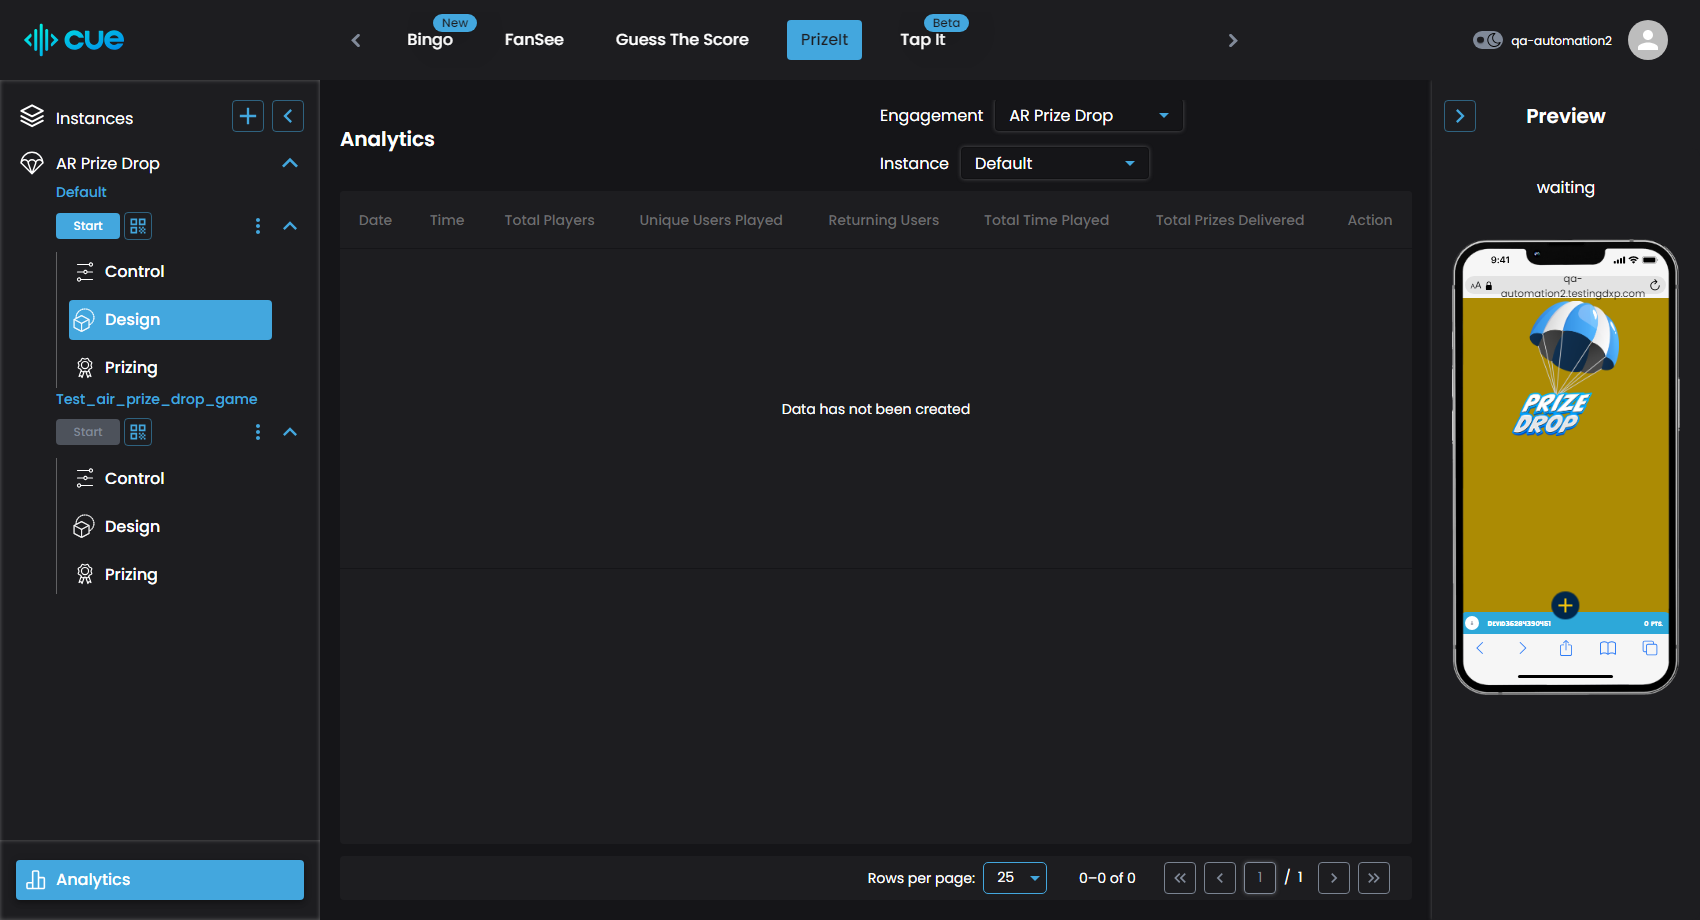 cue
Bingo
New
FanSee
Guess The Score
PrizeIt
Tap It
Beta
qa-automation2
Instances
AR Prize Drop
Default
Start
Control
Design
Prizing
Test_air_prize_drop_game
Start
Control
Design
Prizing
Analytics
Analytics
Engagement AR Prize Drop
Instance Default
Date Time Total Players Unique Users Played Returning Users Total Time Played Total Prizes Delivered Action
Data has not been created
Rows per page: 25 0–0 of 0 1 / 1
Preview
waiting
9:41
AA
qa-
automation2.testingdxp.com
PRIZE
DROP
0 PTS.